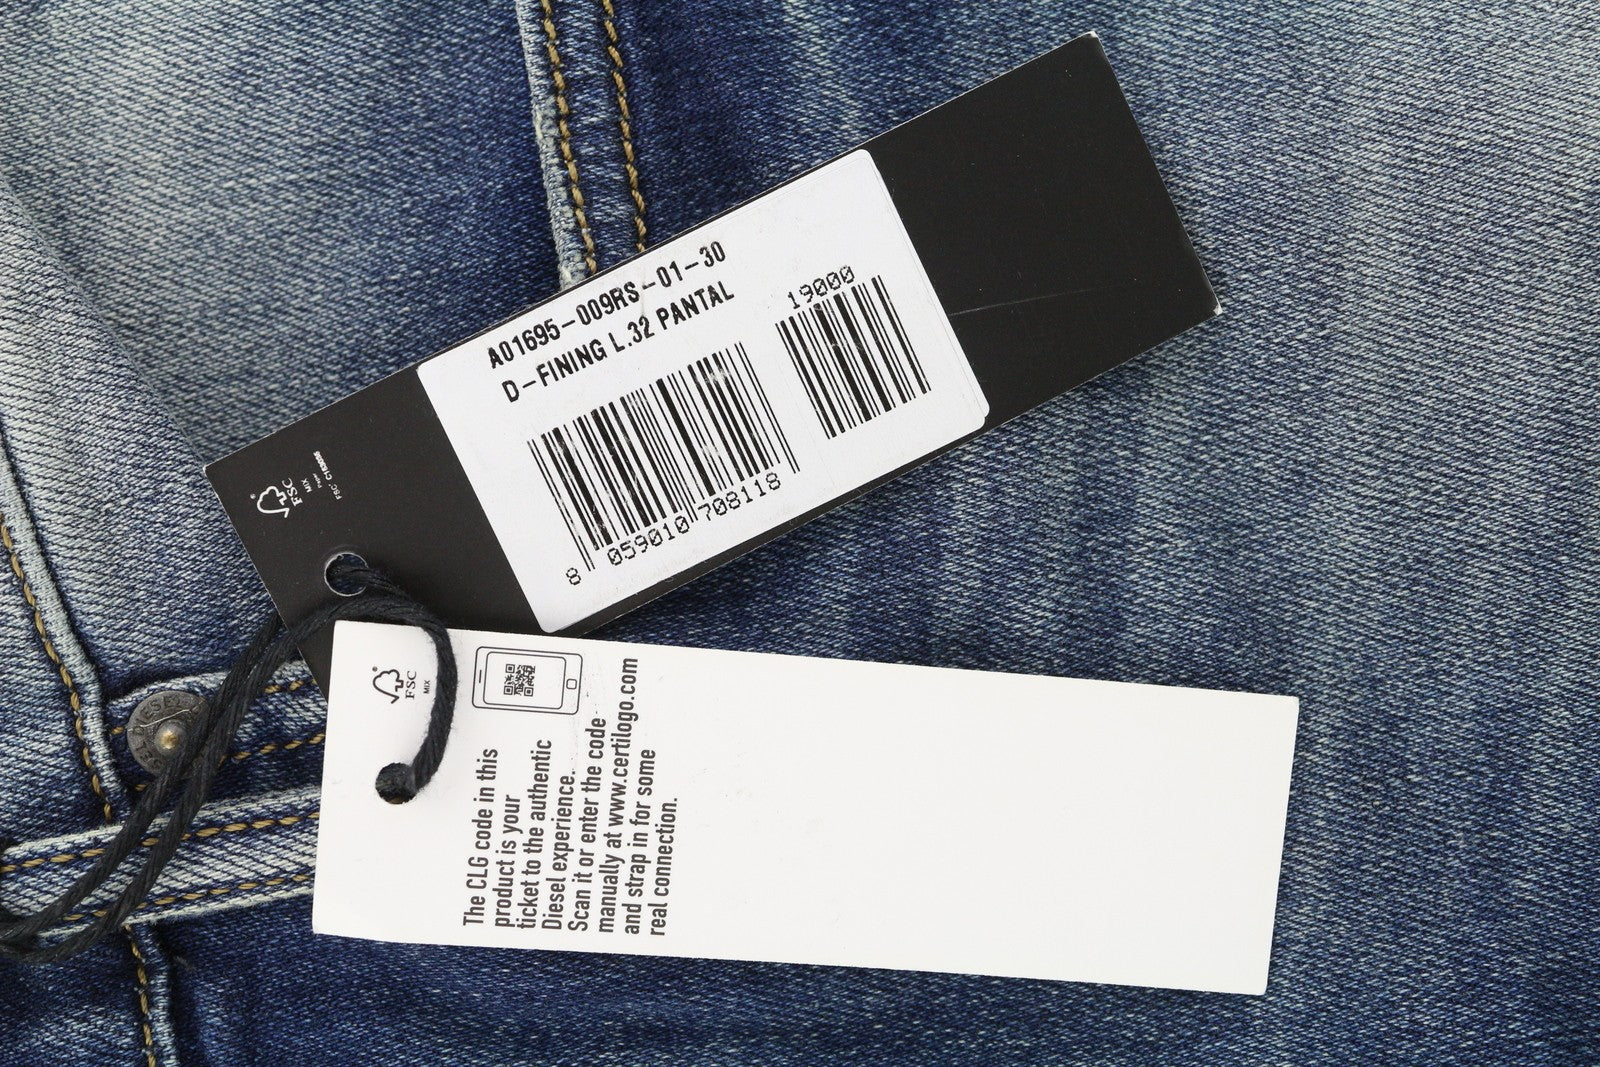 A01695-009RS-01-30
D-FINING L.32 PANTAL
19000
8 059010 708118
FSC
MIX
Paper
FSC
MIX
The CLG code in this
product is your
ticket to the authentic
Diesel experience.
Scan it or enter the code
manually at www.certilogo.com
and strap in for some
real connection.
DIESEL